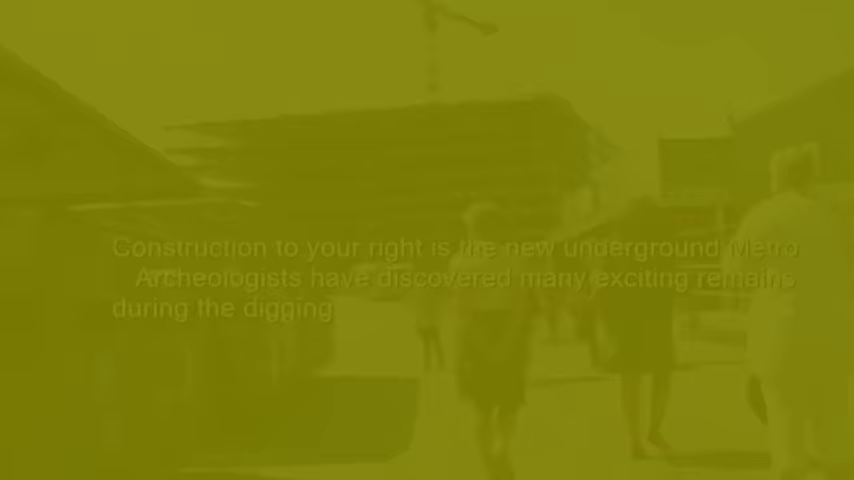 Construction to your right is the new underground Metro
Archeologists have discovered many exciting remains
during the digging